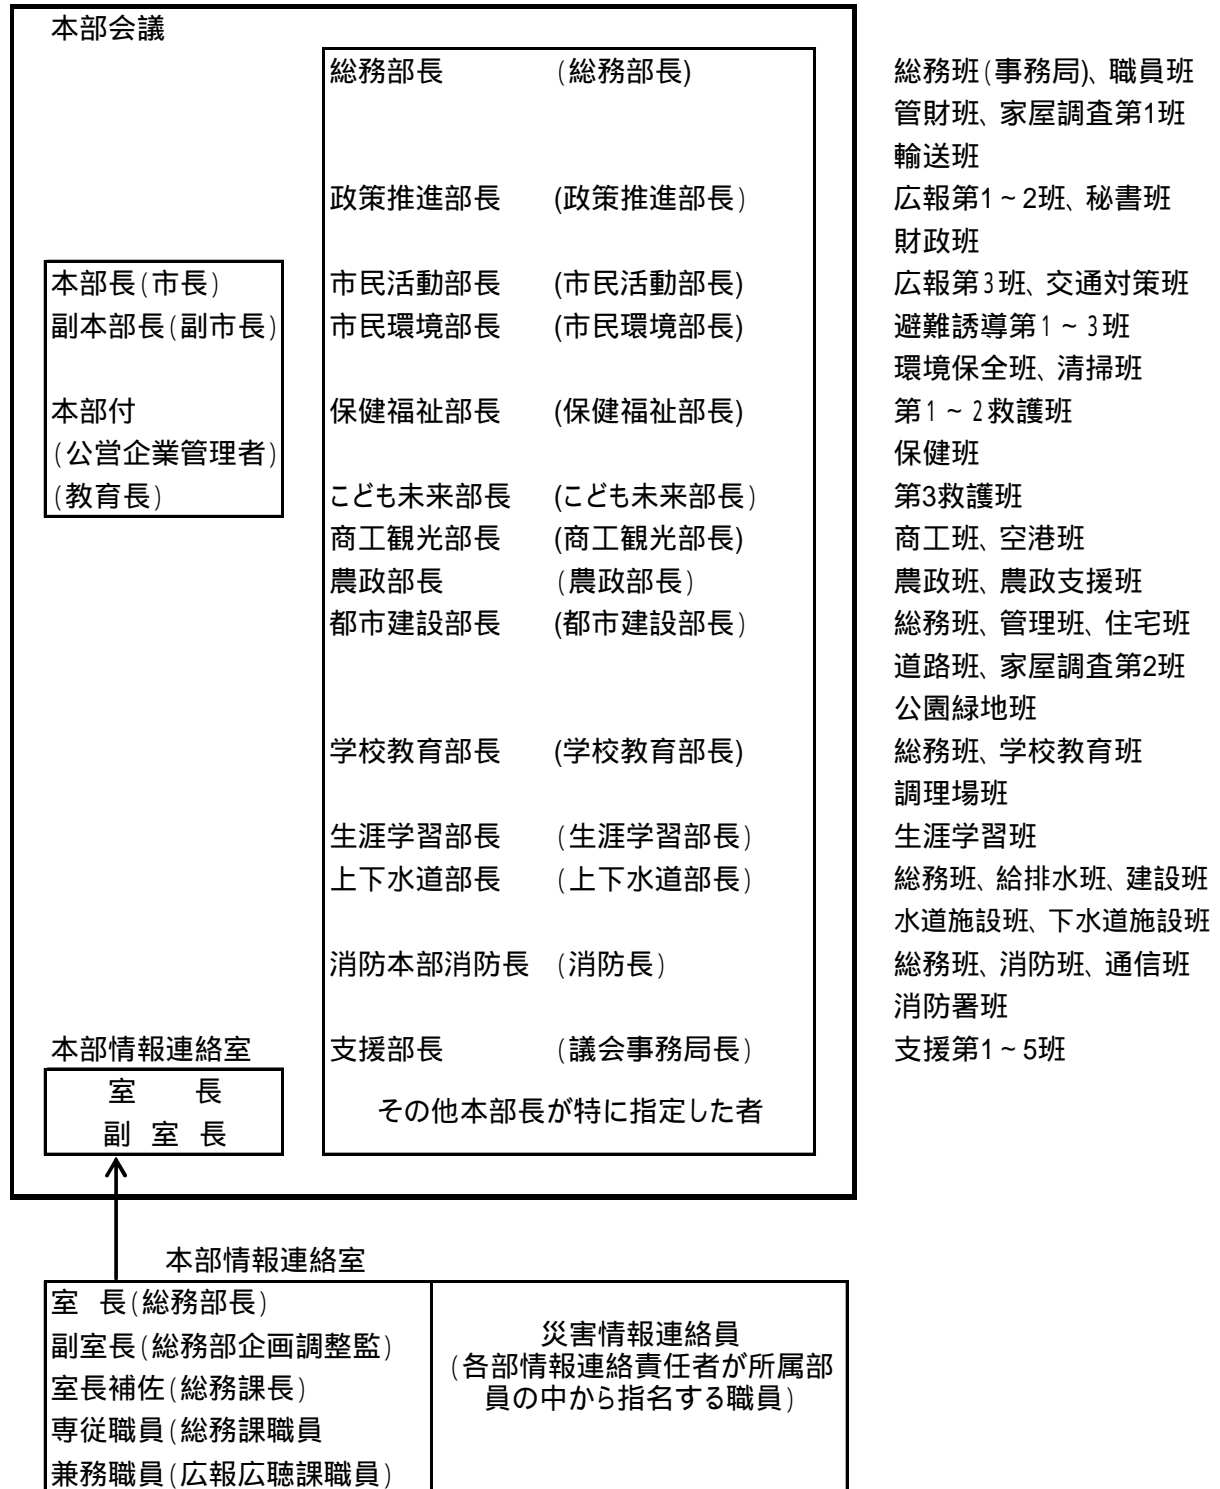 本部会議
総務部長 (総務部長) 総務班(事務局)、職員班
管財班、家屋調査第1班
輸送班
政策推進部長 (政策推進部長) 広報第1~2班、秘書班
財政班
本部長(市長) 市民活動部長 (市民活動部長) 広報第3班、交通対策班
副本部長(副市長) 市民環境部長 (市民環境部長) 避難誘導第1~3班
環境保全班、清掃班
本部付 保健福祉部長 (保健福祉部長) 第1~2救護班
(公営企業管理者) 保健班
(教育長) こども未来部長 (こども未来部長) 第3救護班
商工観光部長 (商工観光部長) 商工班、空港班
農政部長 (農政部長) 農政班、農政支援班
都市建設部長 (都市建設部長) 総務班、管理班、住宅班
道路班、家屋調査第2班
公園緑地班
学校教育部長 (学校教育部長) 総務班、学校教育班
調理場班
生涯学習部長 (生涯学習部長) 生涯学習班
上下水道部長 (上下水道部長) 総務班、給排水班、建設班
水道施設班、下水道施設班
消防本部消防長 (消防長) 総務班、消防班、通信班
消防署班
本部情報連絡室 支援部長 (議会事務局長) 支援第1~5班
室 長
副 室 長
その他本部長が特に指定した者
本部情報連絡室
室 長(総務部長)
副室長(総務部企画調整監)
室長補佐(総務課長)
専従職員(総務課職員
兼務職員(広報広聴課職員)
災害情報連絡員
(各部情報連絡責任者が所属部
員の中から指名する職員)